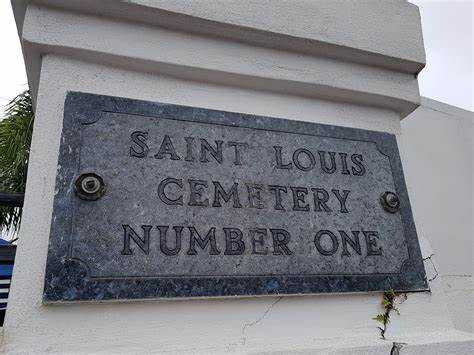 SAINT LOUIS
CEMETERY
NUMBER ONE